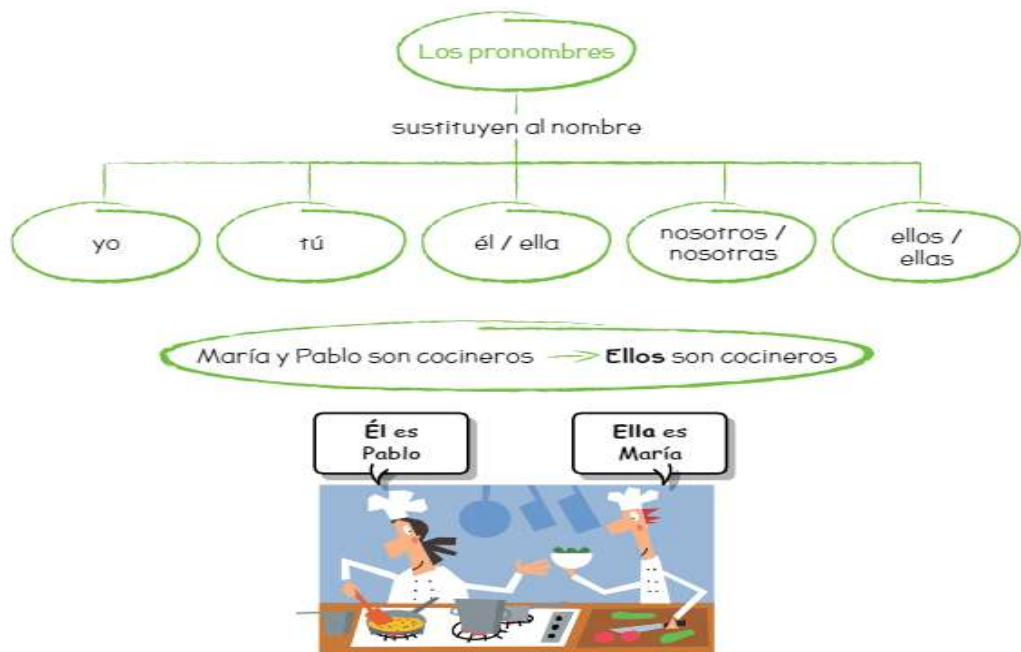 Los pronombres
sustituyen al nombre
yo
tú
él / ella
nosotros /
nosotras
ellos /
ellas
María y Pablo son cocineros → Ellos son cocineros
Él es
Pablo
Ella es
María